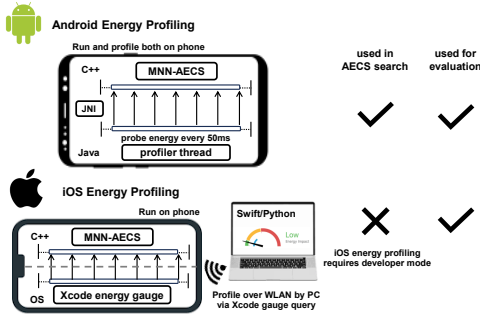 Android Energy Profiling
Run and profile both on phone
C++
MNN-AECS
JNI
probe energy every 50ms
Java
profiler thread
used in
AECS search
used for
evaluation
iOS Energy Profiling
Run on phone
C++
MNN-AECS
OS
Xcode energy gauge
Swift/Python
Low
Energy Impact
Profile over WLAN by PC
via Xcode gauge query
iOS energy profiling
requires developer mode